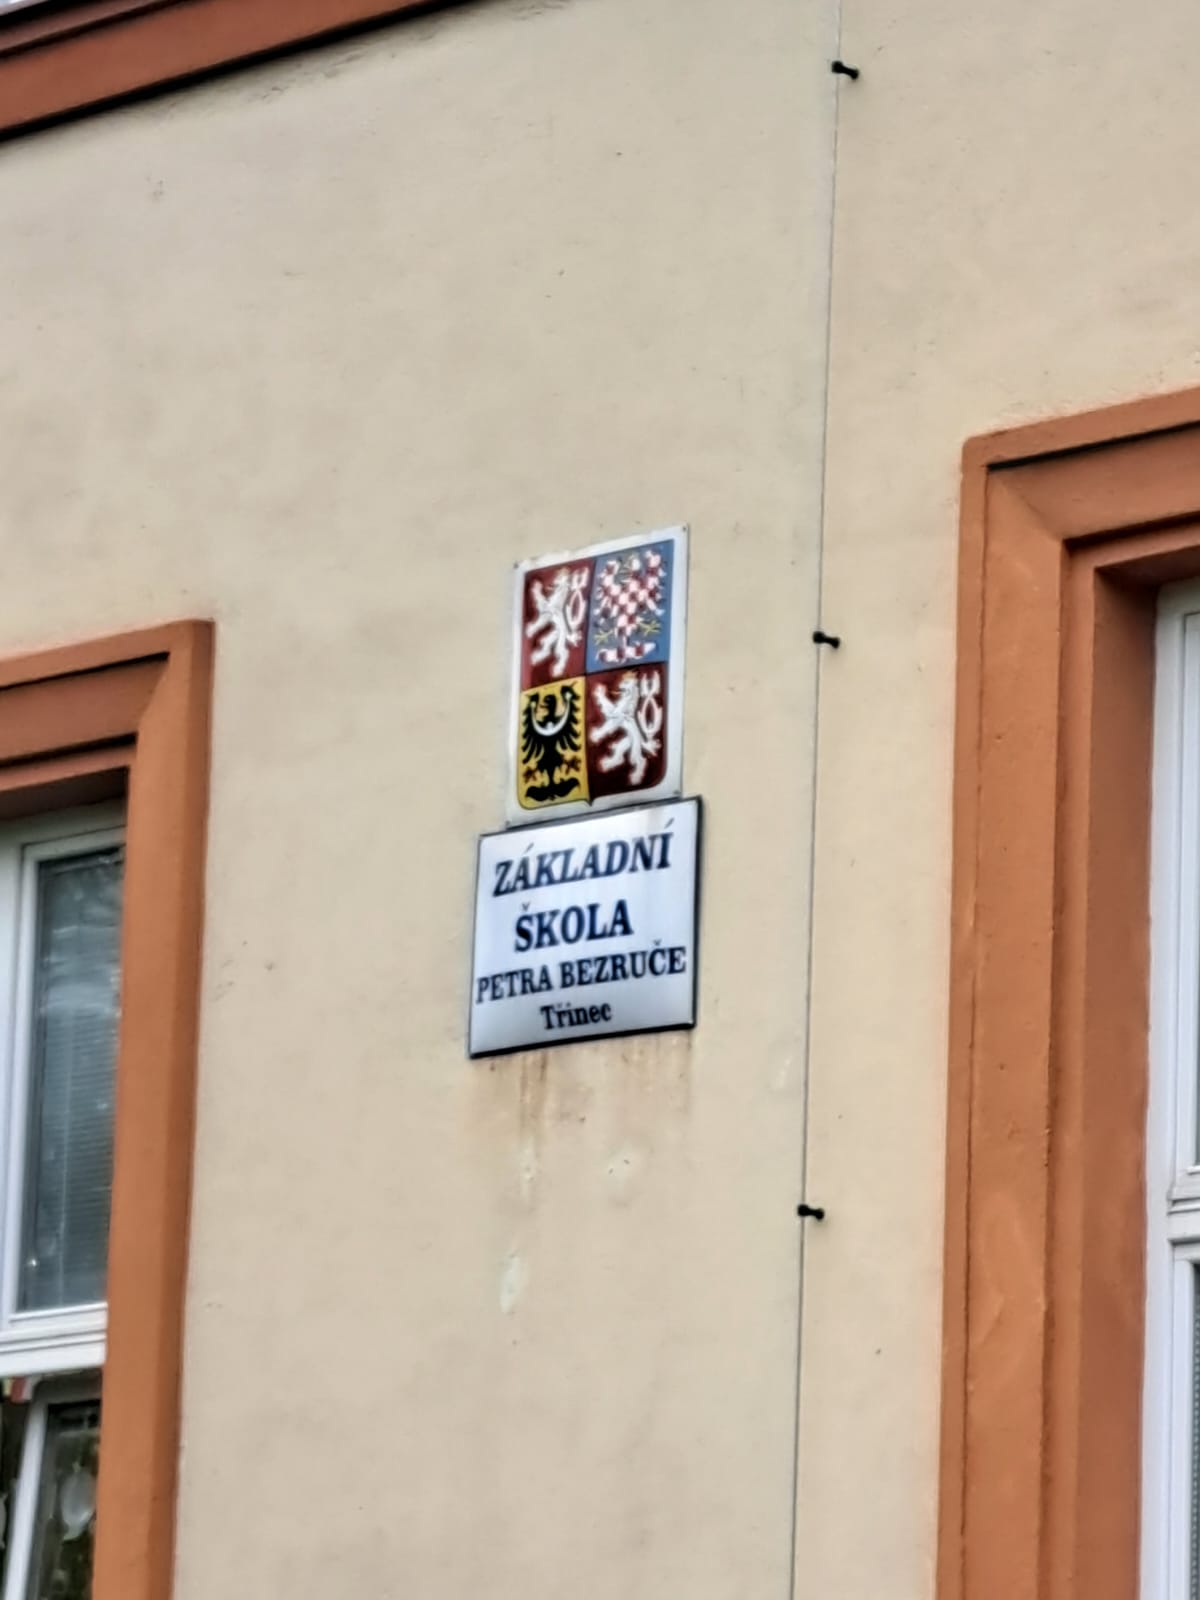 ZÁKLADNÍ
ŠKOLA
PETRA BEZRUČE
Třinec